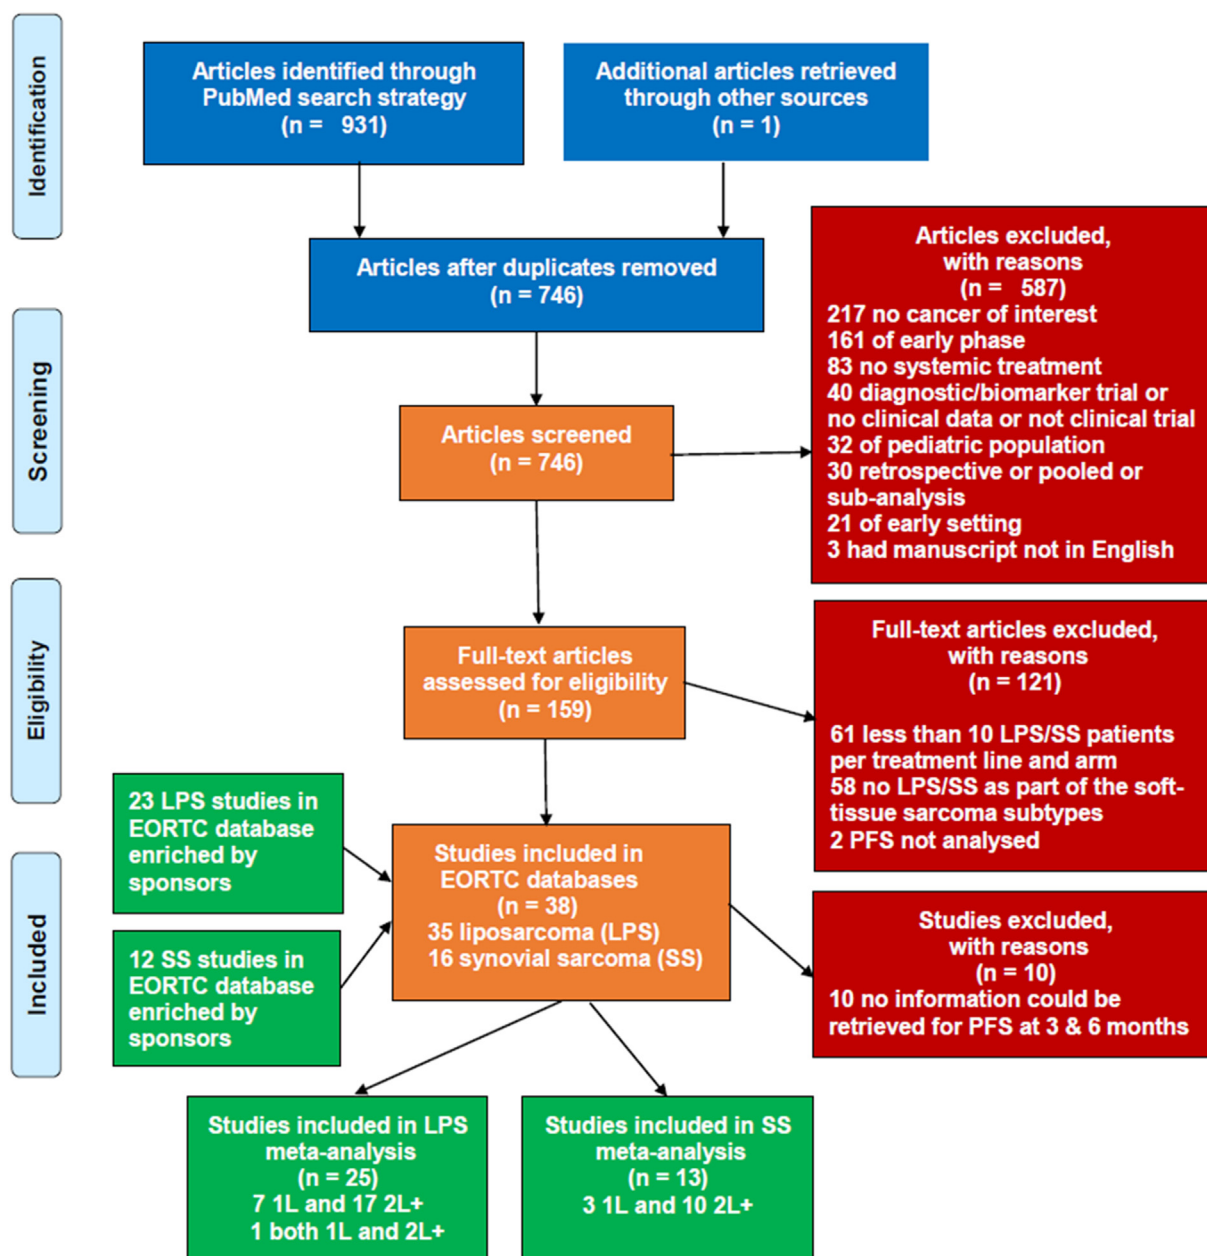 Identification
Articles identified through
PubMed search strategy
(n = 931)
Additional articles retrieved
through other sources
(n = 1)
Articles after duplicates removed
(n = 746)
Screening
Articles screened
(n = 746)
Articles excluded,
with reasons
(n = 587)
217 no cancer of interest
161 of early phase
83 no systemic treatment
40 diagnostic/biomarker trial or
no clinical data or not clinical trial
32 of pediatric population
30 retrospective or pooled or
sub-analysis
21 of early setting
3 had manuscript not in English
Eligibility
Full-text articles
assessed for eligibility
(n = 159)
Full-text articles excluded,
with reasons
(n = 121)
61 less than 10 LPS/SS patients
per treatment line and arm
58 no LPS/SS as part of the soft-
tissue sarcoma subtypes
2 PFS not analysed
Included
23 LPS studies in
EORTC database
enriched by
sponsors
12 SS studies in
EORTC database
enriched by
sponsors
Studies included in
EORTC databases
(n = 38)
35 liposarcoma (LPS)
16 synovial sarcoma (SS)
Studies excluded,
with reasons
(n = 10)
10 no information could be
retrieved for PFS at 3 & 6 months
Studies included in LPS
meta-analysis
(n = 25)
7 1L and 17 2L+
1 both 1L and 2L+
Studies included in SS
meta-analysis
(n = 13)
3 1L and 10 2L+